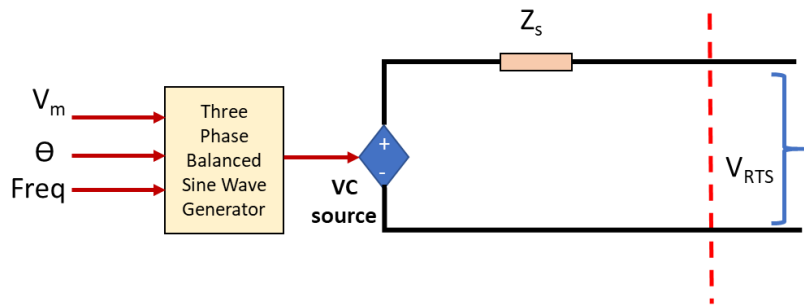 Z_s
V_m
Ɵ
Freq
Three
Phase
Balanced
Sine Wave
Generator
+
-
VC
source
V_RTS